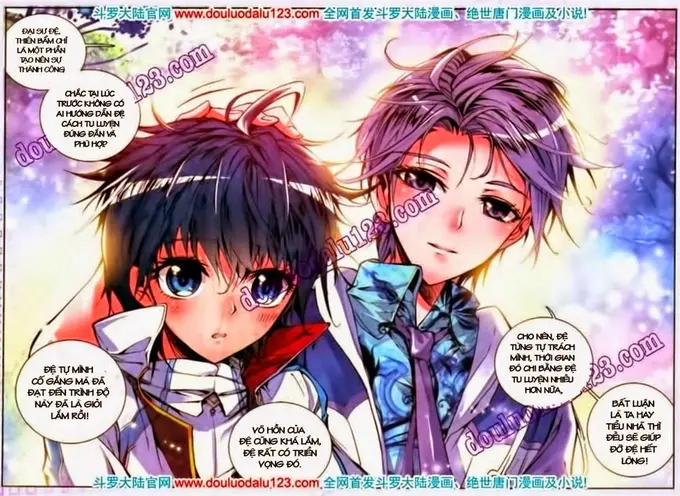 斗罗大陆官网 www.douluodalu123.com 全网首发斗罗大陆漫画、绝世唐门漫画及小说!
ĐẠI SƯ ĐỆ,
THIÊN BẨM CHỈ
LÀ MỘT PHẦN
TẠO NÊN SỰ
THÀNH CÔNG
CHẮC TẠI LÚC
TRƯỚC KHÔNG CÓ
AI HƯỚNG DẪN ĐỆ
CÁCH TU LUYỆN
ĐÚNG ĐẮN VÀ
PHÙ HỢP
douluodalu123.com
douluodalu123.com
douluodalu123.com
ĐỆ TỰ MÌNH
CỐ GẮNG MÀ ĐÃ
ĐẠT ĐẾN TRÌNH ĐỘ
NÀY ĐÃ LÀ GIỎI
LẮM RỒI!!
VÕ HỒN CỦA
ĐỆ CŨNG KHÁ LẮM,
ĐỆ RẤT CÓ TRIỂN
VỌNG ĐÓ.
CHO NÊN, ĐỆ
TỪNG TỰ TRÁCH
MÌNH, THỜI GIAN
ĐÓ CHI BẰNG ĐỆ
TU LUYỆN NHIỀU
HƠN NỮA,
BẤT LUẬN
LÀ TA HAY
TIỂU NHÃ THÌ
ĐỀU SẼ GIÚP
ĐỠ ĐỆ HẾT
LÒNG!
斗罗大陆官网 www.douluodalu123.com 全网首发斗罗大陆漫画、绝世唐门漫画及小说!